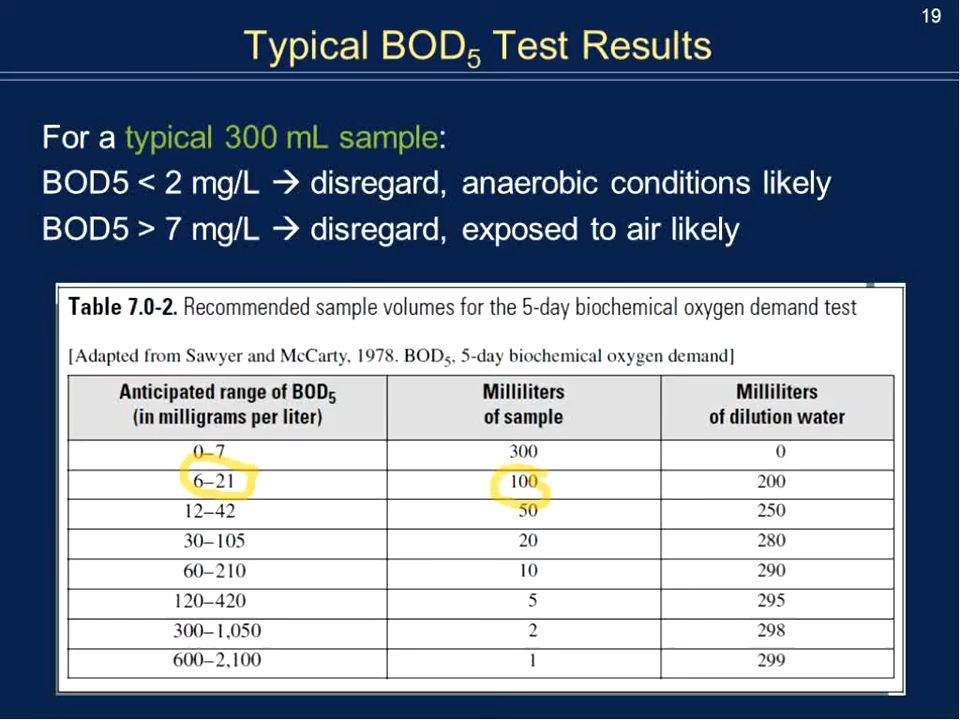 19
Typical BOD5 Test Results
For a typical 300 mL sample:
BOD5 < 2 mg/L → disregard, anaerobic conditions likely
BOD5 > 7 mg/L → disregard, exposed to air likely
Table 7.0-2. Recommended sample volumes for the 5-day biochemical oxygen demand test
[Adapted from Sawyer and McCarty, 1978. BOD5, 5-day biochemical oxygen demand]
Anticipated range of BOD5 (in milligrams per liter) Milliliters of sample Milliliters of dilution water
0–7 300 0
6–21 100 200
12–42 50 250
30–105 20 280
60–210 10 290
120–420 5 295
300–1,050 2 298
600–2,100 1 299